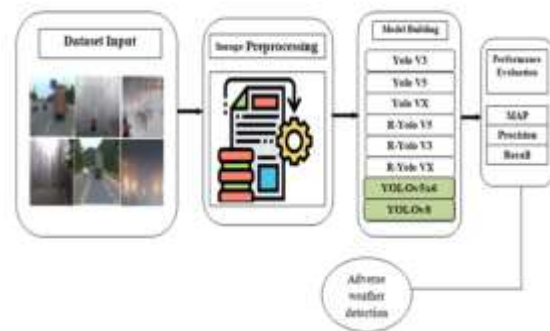 Dataset Input
Image Preprocessing
Model Building
Yolo V3
Yolo V5
Yolo VX
R-Yolo V5
R-Yolo V3
R-Yolo VX
YOLOv5x6
YOLOv8
Performance
Evaluation
MAP
Precision
Recall
Adverse
weather
detection